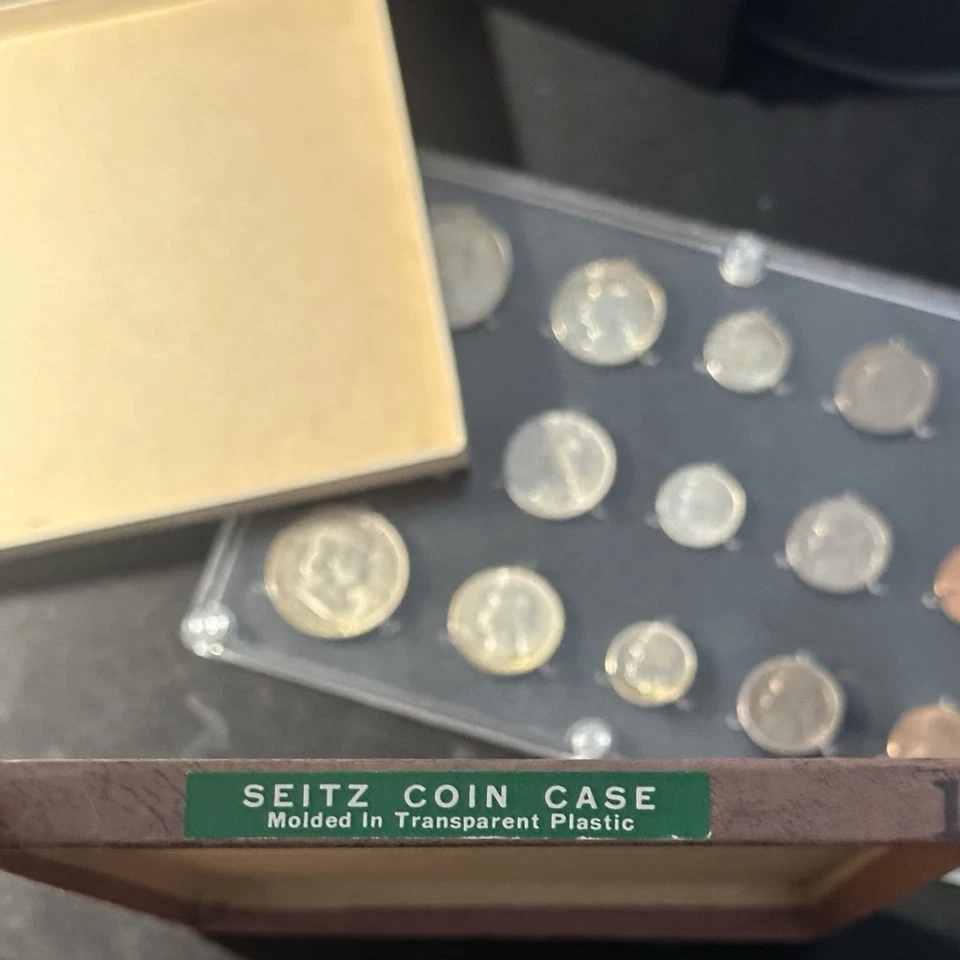 SEITZ COIN CASE
Molded In Transparent Plastic